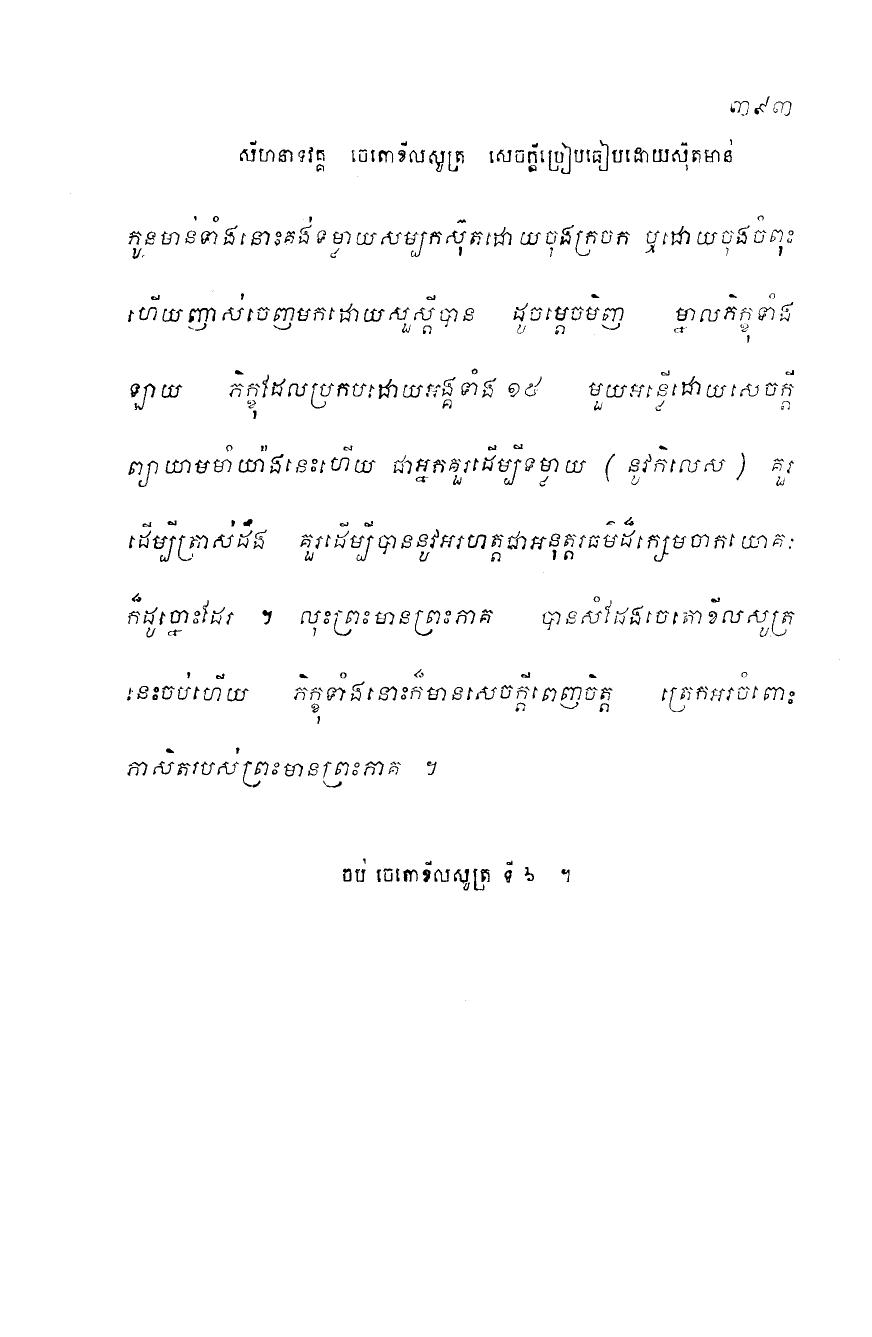 ៣៩៣
សីហនាទវគ្គ ចេតោខីលសូត្រ សេចក្តីប្រៀបធៀបដោយស៊ុតមាន់
កូនមាន់ទាំងនោះគង់ទម្លាយសម្បកស៊ុតដោយចុងក្រចក ឬដោយចុងចំពុះ
ហើយញាស់ចេញមកដោយសួស្តីបាន ដូចម្តេចមិញ ម្នាលភិក្ខុទាំង
ឡាយ ភិក្ខុដែលប្រកបដោយអង្គទាំង ១៥ មួយអន្ទើដោយសេចក្តី
ព្យាយាមមាំយ៉ាងនេះហើយ ជាអ្នកគួរដើម្បីទម្លាយ ( នូវកិលេស ) គួរ
ដើម្បីត្រាស់ដឹង គួរដើម្បីបាននូវអរហត្តជាអនុត្តរធម៌ដ៏ក្សេមចាកយោគៈ
ក៏ដូច្នោះដែរ ។ លុះព្រះមានព្រះភាគ បានសំដែងចេតោខីលសូត្រ
នេះចប់ហើយ ភិក្ខុទាំងនោះក៏មានសេចក្តីពេញចិត្ត ត្រេកអរចំពោះ
ភាសិតរបស់ព្រះមានព្រះភាគ ។
ចប់ ចេតោខីលសូត្រ ទី ៦ ។